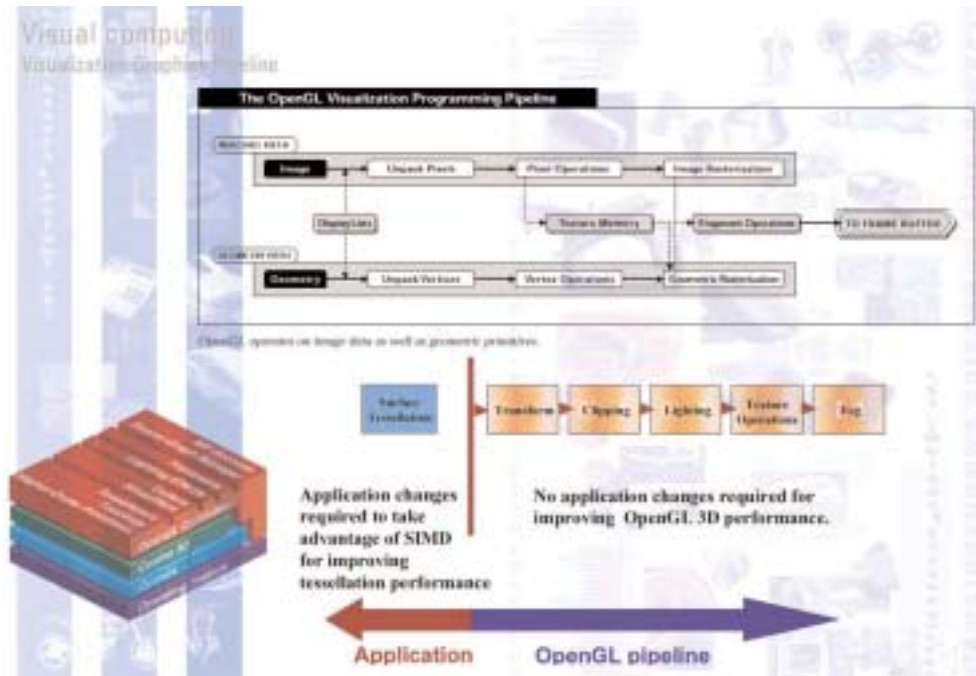 Visual computing
Visualization Graphics Pipeline
The OpenGL Visualization Programming Pipeline
Image
Unpack Pixels
Pixel Operations
Image Rasterization
Display Lists
Texture Memory
Fragment Operations
TO FRAME BUFFER
Geometry
Unpack Vertices
Vertex Operations
Geometric Rasterization
OpenGL operates on image data as well as geometric primitives.
Surface
Tessellation
Transform
Clipping
Lighting
Texture
Operations
Fog
Application changes
required to take
advantage of SIMD
for improving
tessellation performance
No application changes required for
improving OpenGL 3D performance.
Application
OpenGL pipeline